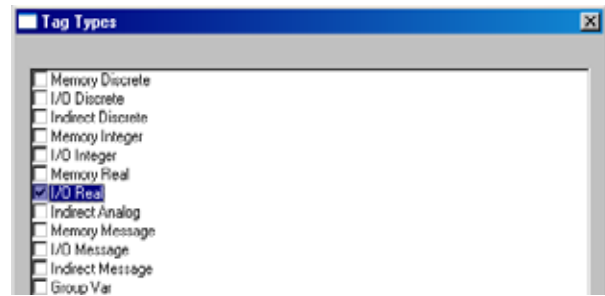 Tag Types
Memory Discrete
I/O Discrete
Indirect Discrete
Memory Integer
I/O Integer
Memory Real
I/O Real
Indirect Analog
Memory Message
I/O Message
Indirect Message
Group Var